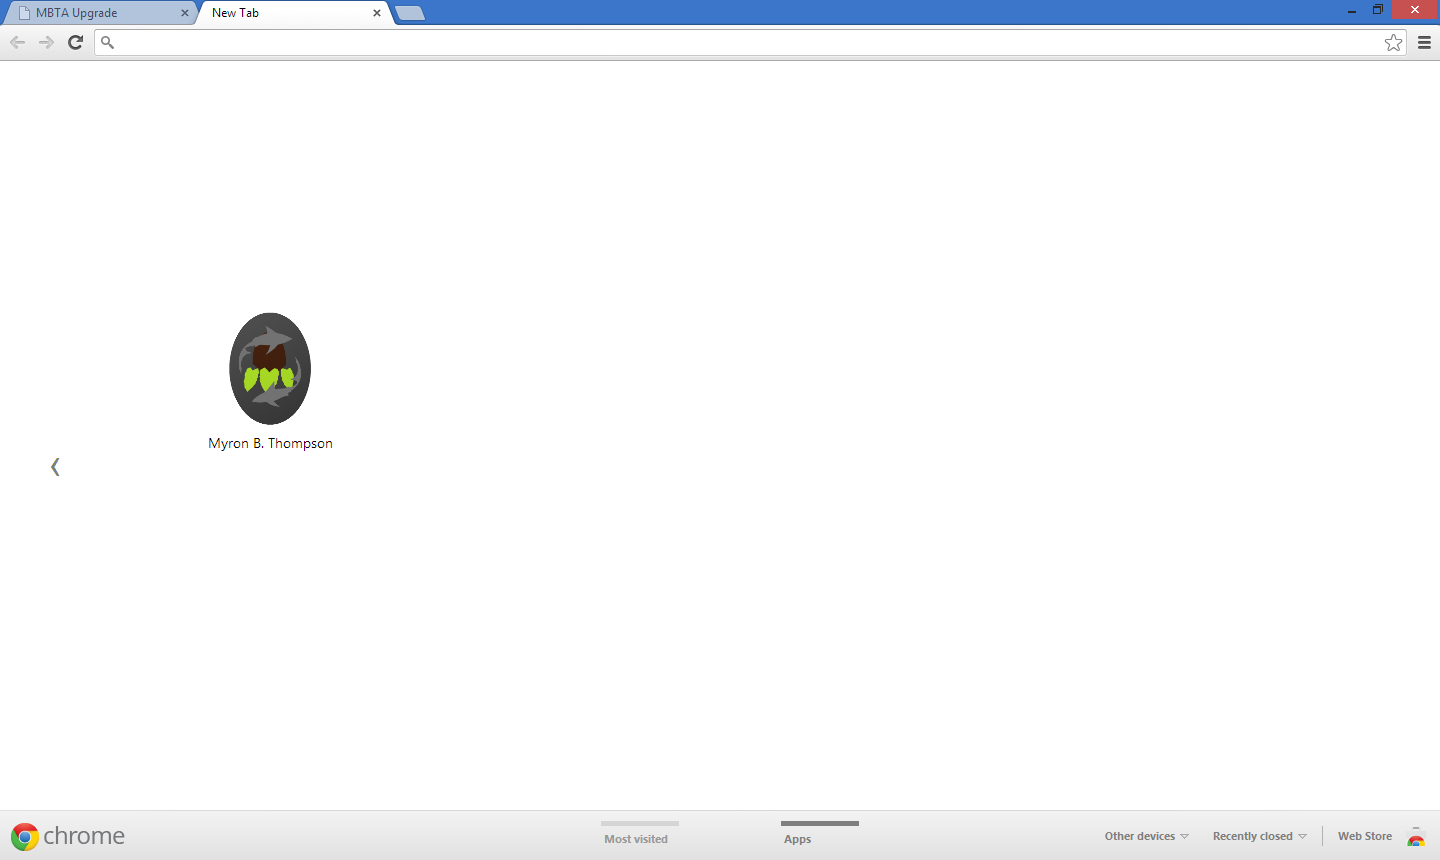 MBTA Upgrade
New Tab
Myron B. Thompson
chrome
Most visited
Apps
Other devices
Recently closed
Web Store